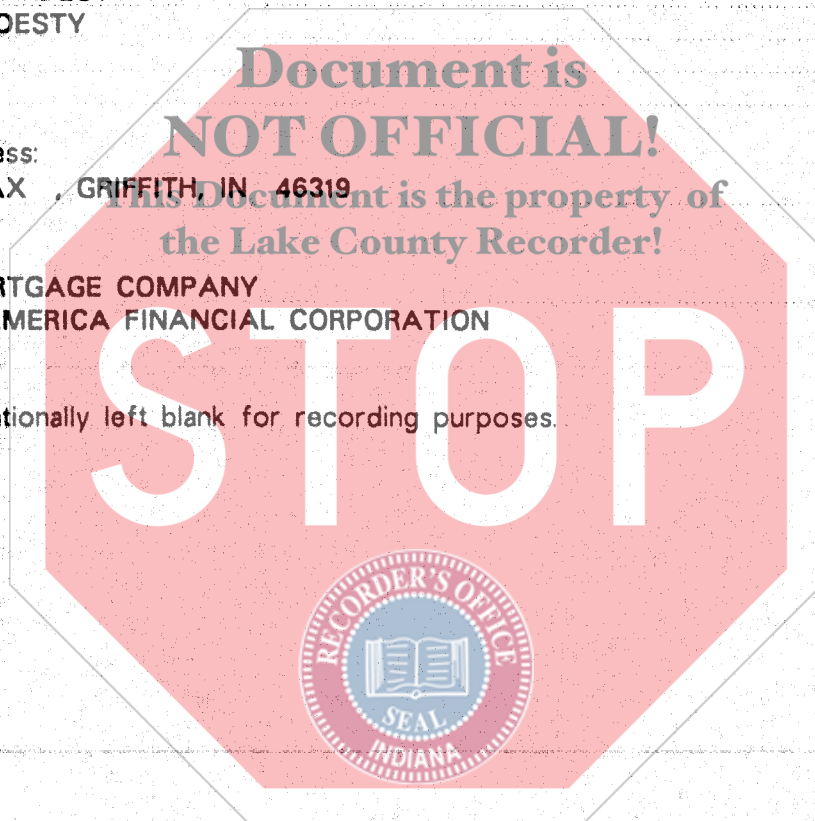 OESTY
Document is
NOT OFFICIAL!
ess:
AX , GRIFFITH, IN 46319
This Document is the property of
the Lake County Recorder!
RTGAGE COMPANY
MERICA FINANCIAL CORPORATION
STOP
tionally left blank for recording purposes.
RECORDER'S OFFICE
SEAL
INDIANA